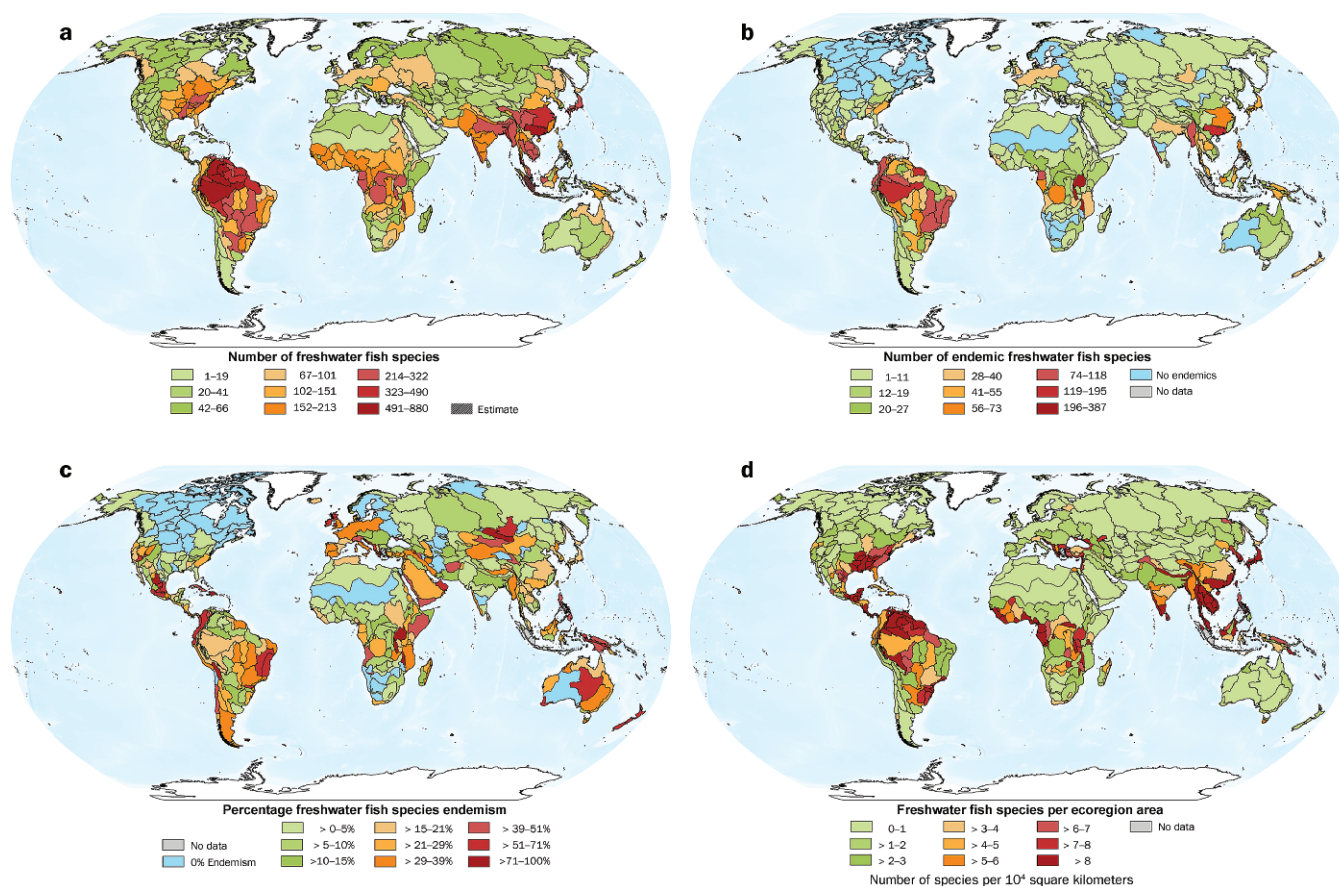 a
b
Number of freshwater fish species
1–19
67–101
214–322
20–41
102–151
323–490
42–66
152–213
491–880
Estimate
Number of endemic freshwater fish species
1–11
28–40
74–118
No endemics
12–19
41–55
119–195
No data
20–27
56–73
196–387
c
d
Percentage freshwater fish species endemism
> 0–5%
> 15–21%
> 39–51%
No data
> 5–10%
> 21–29%
> 51–71%
0% Endemism
>10–15%
> 29–39%
>71–100%
Freshwater fish species per ecoregion area
0–1
> 3–4
> 6–7
No data
> 1–2
> 4–5
> 7–8
> 2–3
> 5–6
> 8
Number of species per 10⁴ square kilometers